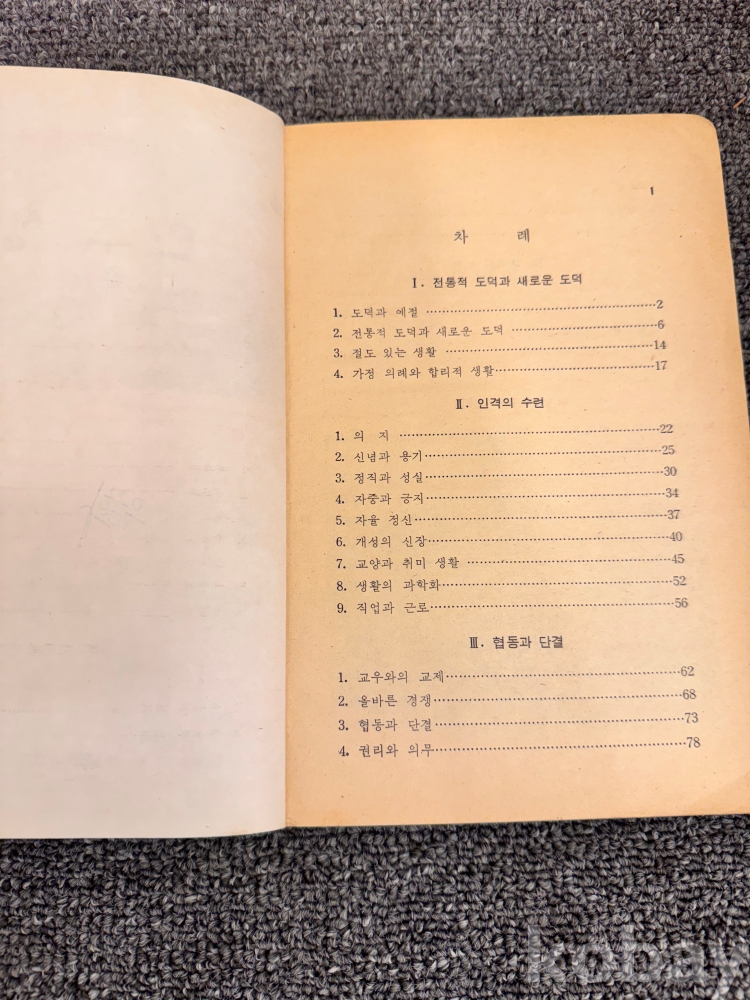 1
차 례
Ⅰ. 전통적 도덕과 새로운 도덕
1. 도덕과 예절 ········ 2
2. 전통적 도덕과 새로운 도덕 ········ 6
3. 절도 있는 생활 ········ 14
4. 가정 의례와 합리적 생활 ········ 17
Ⅱ. 인격의 수련
1. 의 지 ········ 22
2. 신념과 용기 ········ 25
3. 정직과 성실 ········ 30
4. 자중과 긍지 ········ 34
5. 자율 정신 ········ 37
6. 개성의 신장 ········ 40
7. 교양과 취미 생활 ········ 45
8. 생활의 과학화 ········ 52
9. 직업과 근로 ········ 56
Ⅲ. 협동과 단결
1. 교우와의 교제 ········ 62
2. 올바른 경쟁 ········ 68
3. 협동과 단결 ········ 73
4. 권리와 의무 ········ 78
kobay